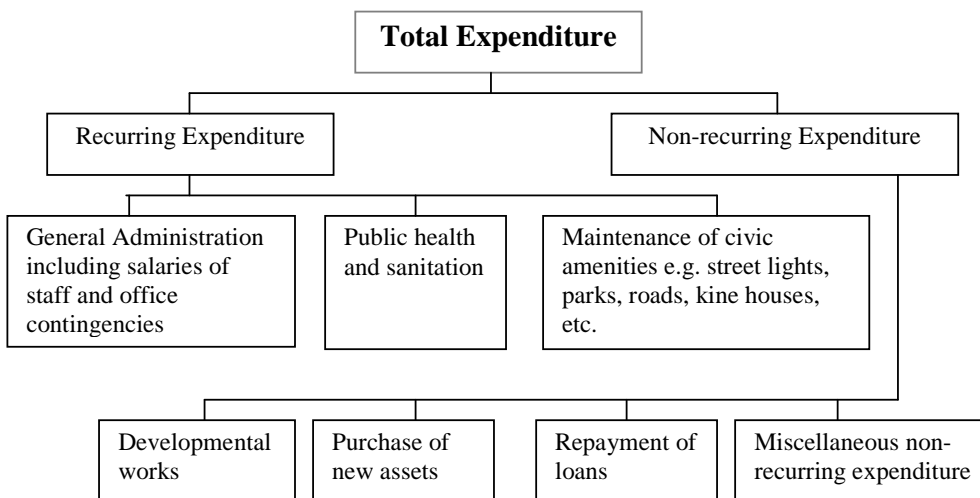 Total Expenditure
Recurring Expenditure
Non-recurring Expenditure
General Administration
including salaries of
staff and office
contingencies
Public health
and sanitation
Maintenance of civic
amenities e.g. street lights,
parks, roads, kine houses,
etc.
Developmental
works
Purchase of
new assets
Repayment of
loans
Miscellaneous non-
recurring expenditure